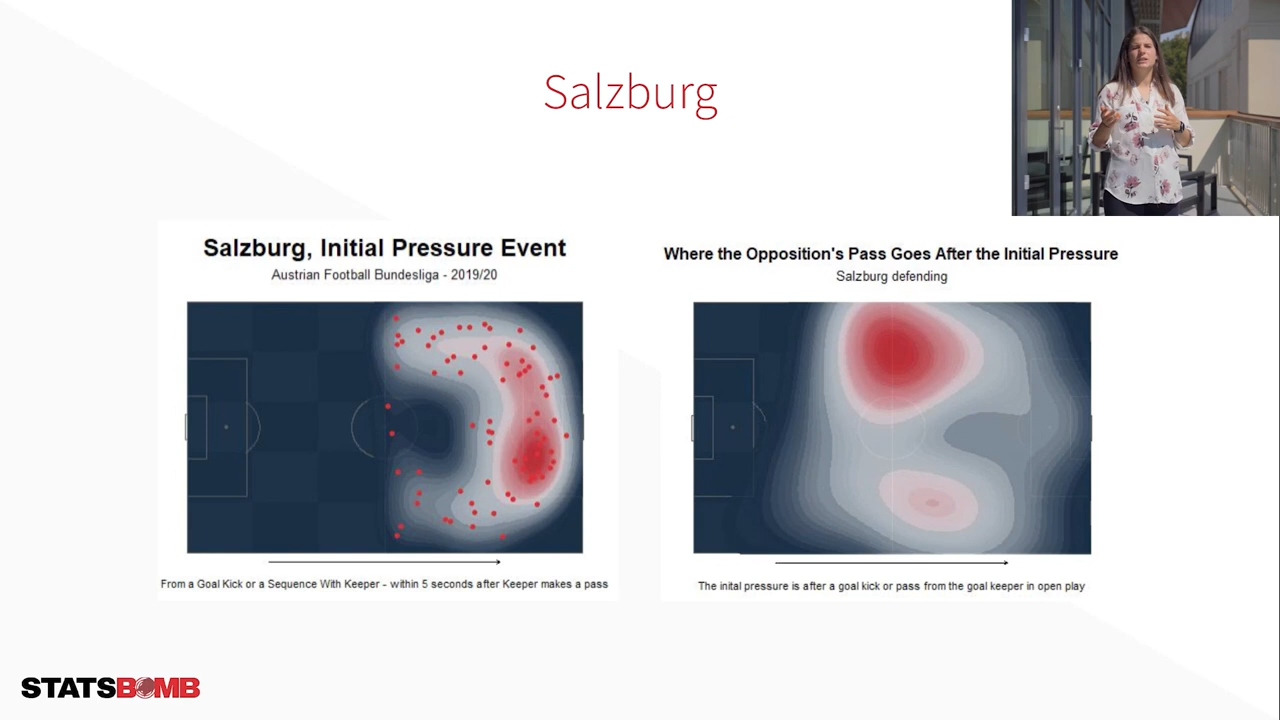 Salzburg
Salzburg, Initial Pressure Event
Austrian Football Bundesliga - 2019/20
From a Goal Kick or a Sequence With Keeper - within 5 seconds after Keeper makes a pass
Where the Opposition's Pass Goes After the Initial Pressure
Salzburg defending
The inital pressure is after a goal kick or pass from the goal keeper in open play
STATSBOMB